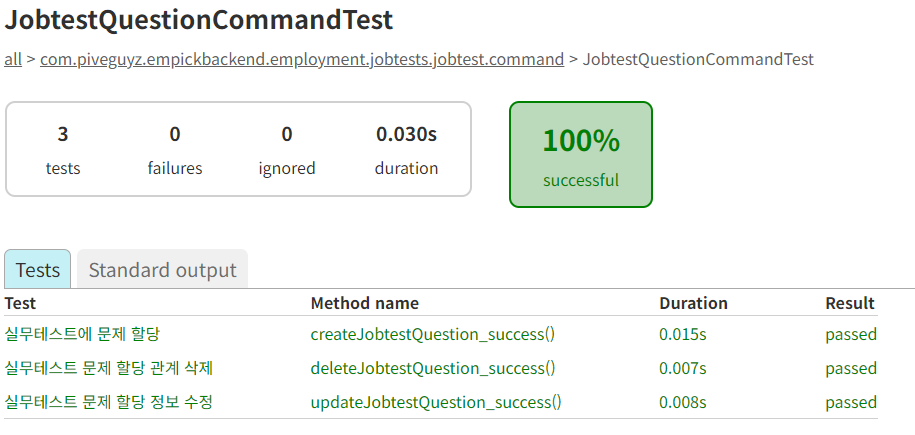 JobtestQuestionCommandTest
all > com.piveguyz.empickbackend.employment.jobtests.jobtest.command > JobtestQuestionCommandTest
3 0 0 0.030s
tests failures ignored duration
100%
successful
Tests Standard output
Test Method name Duration Result
실무테스트에 문제 할당 createJobtestQuestion_success() 0.015s passed
실무테스트 문제 할당 관계 삭제 deleteJobtestQuestion_success() 0.007s passed
실무테스트 문제 할당 정보 수정 updateJobtestQuestion_success() 0.008s passed